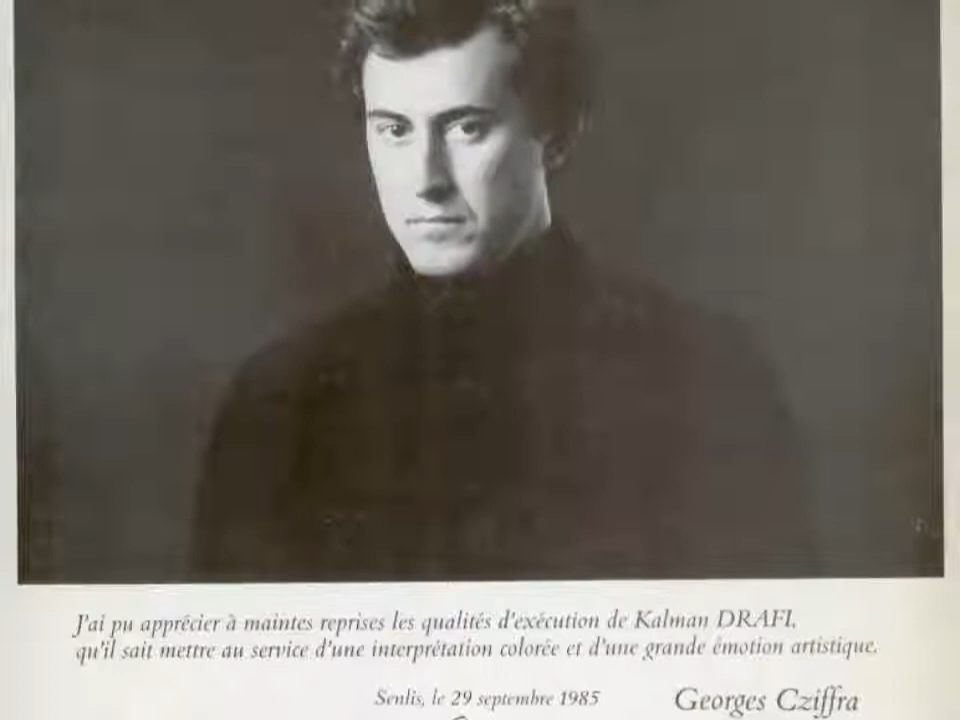 J'ai pu apprécier à maintes reprises les qualités d'exécution de Kalman DRAFI,
qu'il sait mettre au service d'une interprétation colorée et d'une grande émotion artistique.
Senlis, le 29 septembre 1985
Georges Cziffra